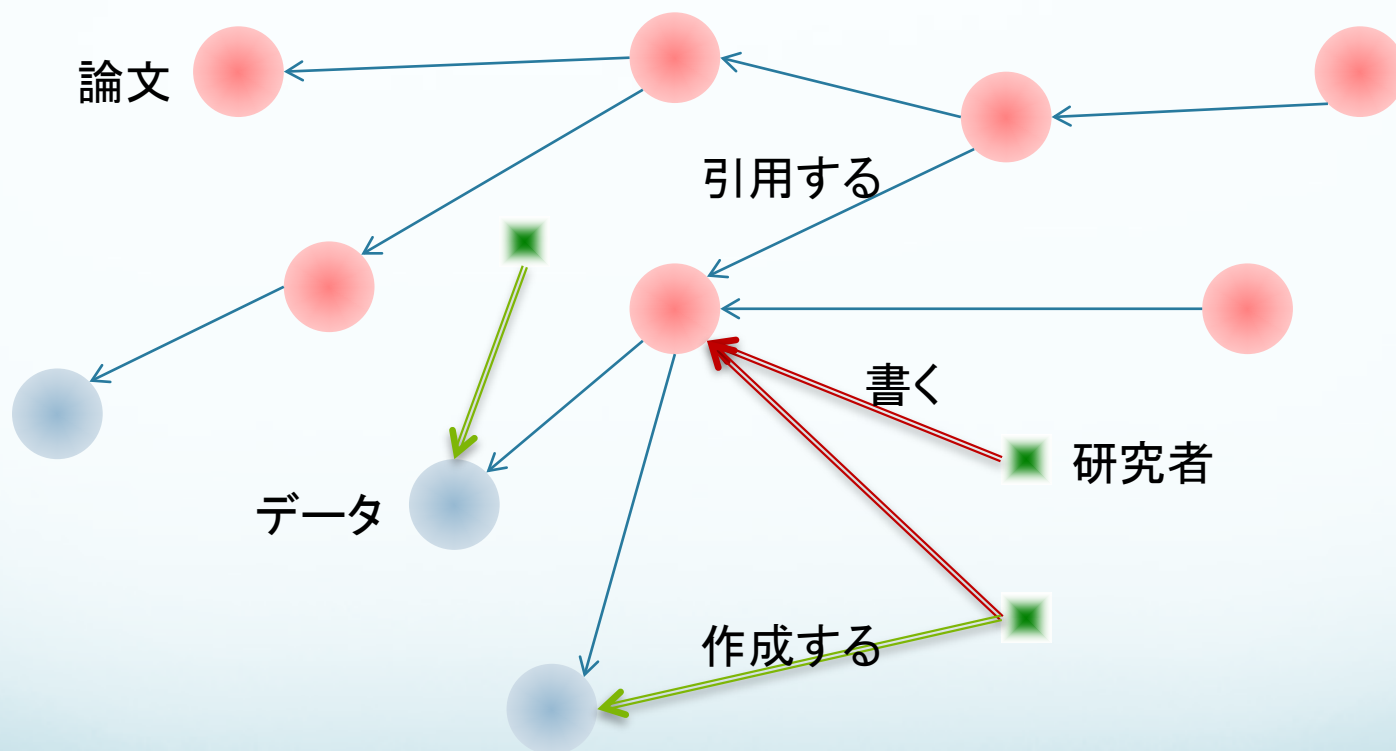 論文
引用する
書く
研究者
データ
作成する